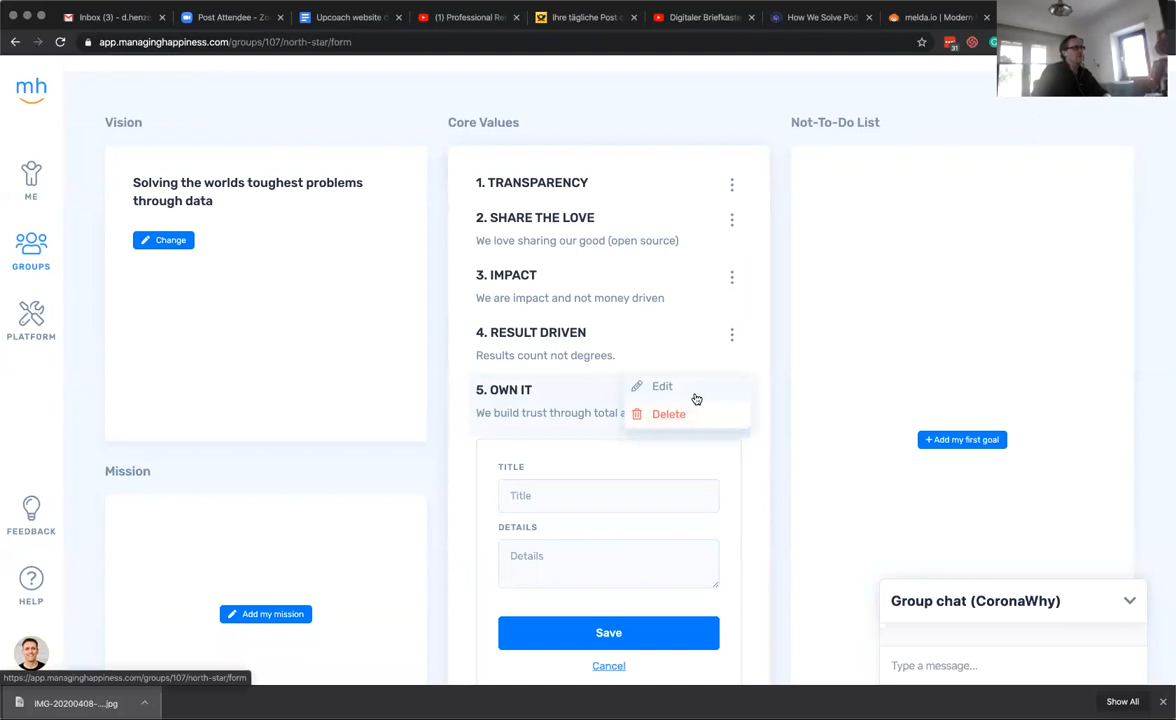 Inbox (3) - d.henz
Post Attendee - Zo
Upcoach website c
(1) Professional Re
Ihre tägliche Post c
Digitaler Briefkaste
How We Solve Pod
melda.io | Modern
app.managinghappiness.com/groups/107/north-star/form
31
mh
ME
GROUPS
PLATFORM
FEEDBACK
HELP
Vision
Solving the worlds toughest problems
through data
Change
Mission
Add my mission
Core Values
1. TRANSPARENCY
2. SHARE THE LOVE
We love sharing our good (open source)
3. IMPACT
We are impact and not money driven
4. RESULT DRIVEN
Results count not degrees.
5. OWN IT
We build trust through total a
Edit
Delete
TITLE
Title
DETAILS
Details
Save
Cancel
Not-To-Do List
+ Add my first goal
Group chat (CoronaWhy)
Type a message...
https://app.managinghappiness.com/groups/107/north-star/form
IMG-20200408-....jpg
Show All